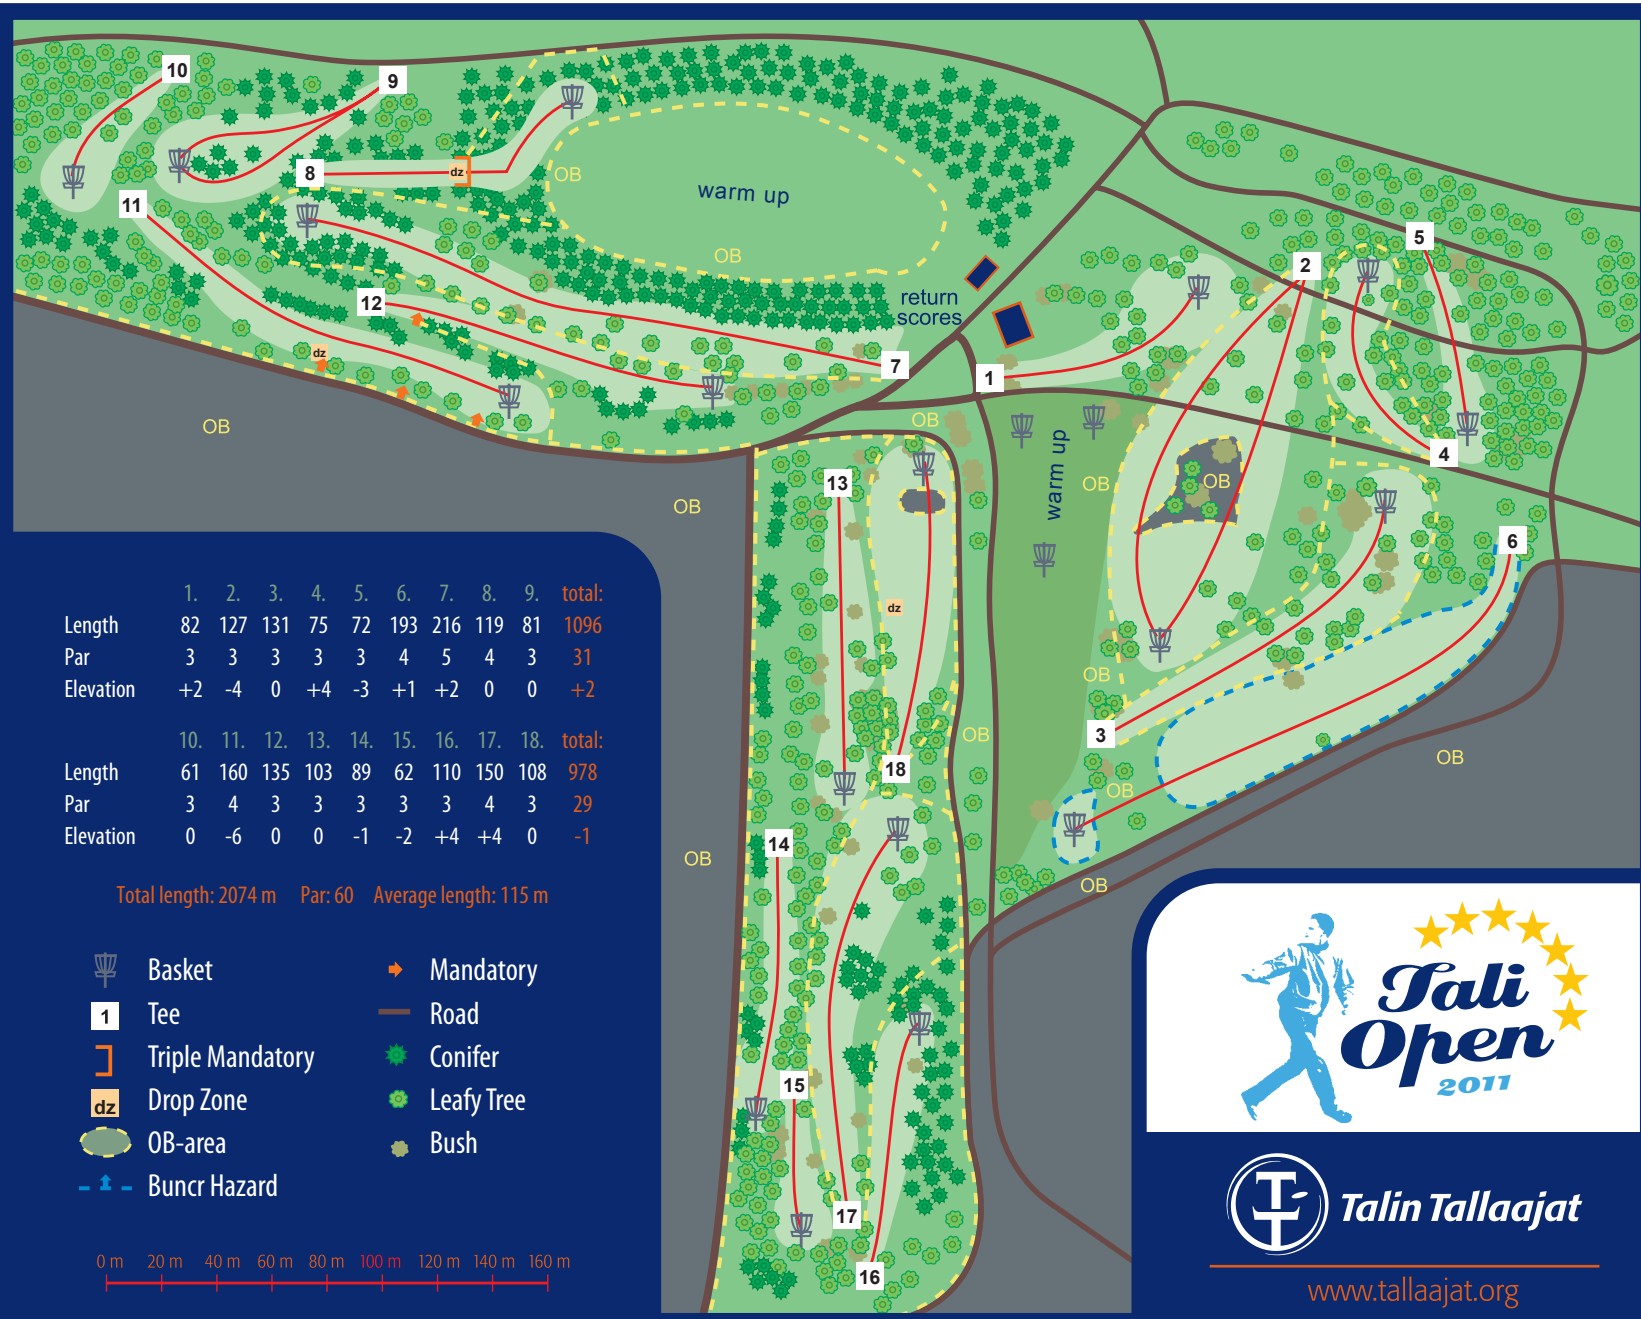 10
9
8
dz
OB
warm up
OB
11
12
dz
OB
return
scores
7
1
2
5
4
OB
warm up
OB
OB
OB
13
6
dz
18
OB
3
OB
OB
OB
OB
OB
14
15
17
16
1. 2. 3. 4. 5. 6. 7. 8. 9. total:
Length 82 127 131 75 72 193 216 119 81 1096
Par 3 3 3 3 3 4 5 4 3 31
Elevation +2 -4 0 +4 -3 +1 +2 0 0 +2
10. 11. 12. 13. 14. 15. 16. 17. 18. total:
Length 61 160 135 103 89 62 110 150 108 978
Par 3 4 3 3 3 3 3 4 3 29
Elevation 0 -6 0 0 -1 -2 +4 +4 0 -1
Total length: 2074 m Par: 60 Average length: 115 m
Basket
1 Tee
Triple Mandatory
dz Drop Zone
OB-area
Buncr Hazard
Mandatory
Road
Conifer
Leafy Tree
Bush
0 m 20 m 40 m 60 m 80 m 100 m 120 m 140 m 160 m
Tali
Open
2011
Talin Tallaajat
www.tallaajat.org